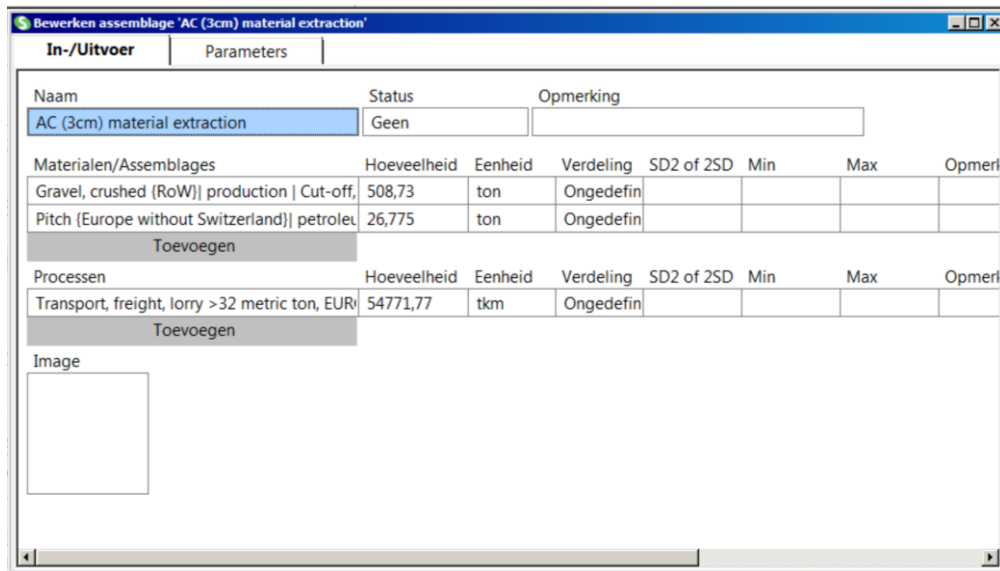 Bewerken assemblage 'AC (3cm) material extraction'
In-/Uitvoer Parameters
Naam Status Opmerking
AC (3cm) material extraction Geen
Materialen/Assemblages Hoeveelheid Eenheid Verdeling SD2 of 2SD Min Max Opmerk
Gravel, crushed {RoW}| production | Cut-off, 508,73 ton Ongedefin
Pitch {Europe without Switzerland}| petroleu 26,775 ton Ongedefin
Toevoegen
Processen Hoeveelheid Eenheid Verdeling SD2 of 2SD Min Max Opmerk
Transport, freight, lorry >32 metric ton, EUR 54771,77 tkm Ongedefin
Toevoegen
Image